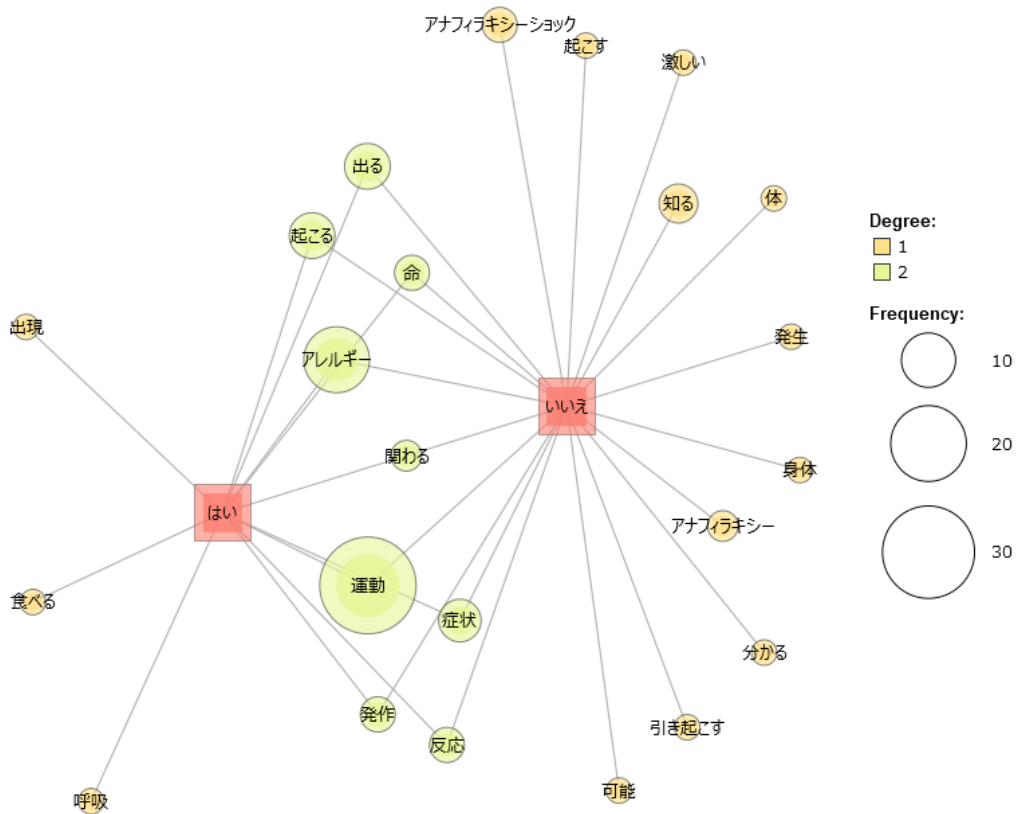 アナフィラキシーショック
起こす
激しい
出る
知る
体
起こる
命
出現
発生
アレルギー
いいえ
関わる
身体
はい
アナフィラキシー
運動
食べる
症状
分かる
発作
引き起こす
反応
可能
呼吸
Degree:
1
2
Frequency:
10
20
30